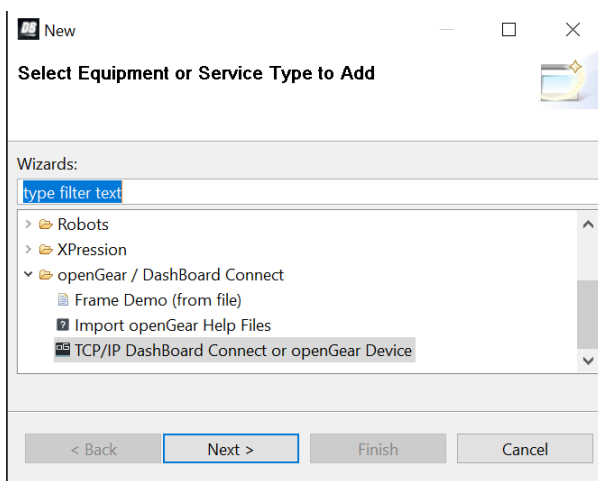 DB New
Select Equipment or Service Type to Add
Wizards:
type filter text
Robots
XPression
openGear / DashBoard Connect
Frame Demo (from file)
Import openGear Help Files
TCP/IP DashBoard Connect or openGear Device
< Back Next > Finish Cancel